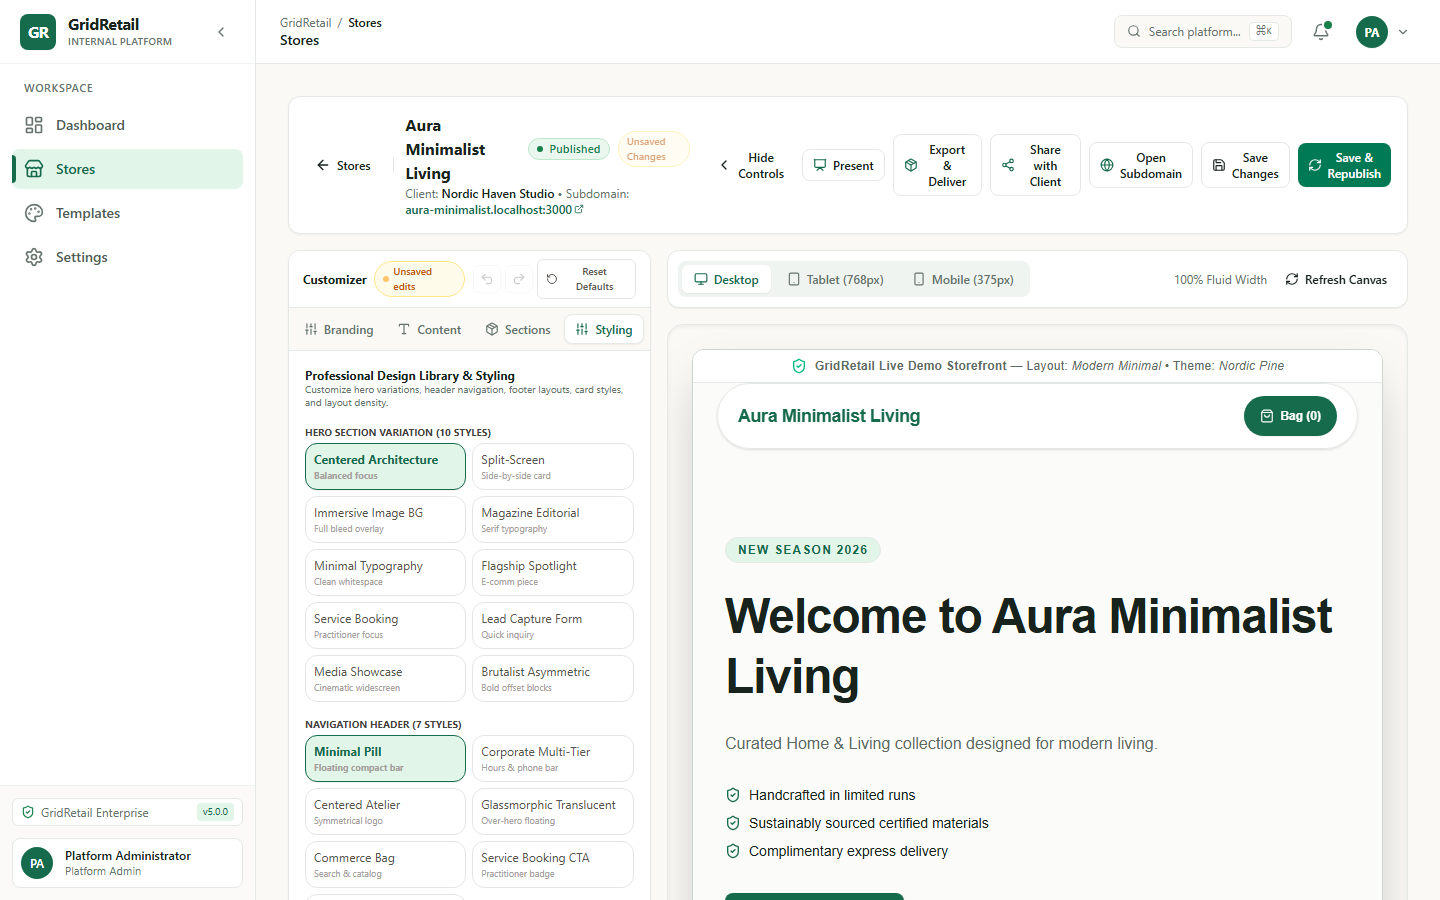 GR
GridRetail
INTERNAL PLATFORM
GridRetail / Stores
Stores
Search platform...
⌘K
PA
WORKSPACE
Dashboard
Stores
Templates
Settings
GridRetail Enterprise
v5.0.0
PA
Platform Administrator
Platform Admin
Stores
Aura
Minimalist
Living
Published
Unsaved
Changes
Client: Nordic Haven Studio • Subdomain:
aura-minimalist.localhost:3000
Hide
Controls
Present
Export
&
Deliver
Share
with
Client
Open
Subdomain
Save
Changes
Save &
Republish
Customizer
Unsaved
edits
Reset
Defaults
Branding
Content
Sections
Styling
Professional Design Library & Styling
Customize hero variations, header navigation, footer layouts, card styles,
and layout density.
HERO SECTION VARIATION (10 STYLES)
Centered Architecture
Balanced focus
Split-Screen
Side-by-side card
Immersive Image BG
Full bleed overlay
Magazine Editorial
Serif typography
Minimal Typography
Clean whitespace
Flagship Spotlight
E-comm piece
Service Booking
Practitioner focus
Lead Capture Form
Quick inquiry
Media Showcase
Cinematic widescreen
Brutalist Asymmetric
Bold offset blocks
NAVIGATION HEADER (7 STYLES)
Minimal Pill
Floating compact bar
Corporate Multi-Tier
Hours & phone bar
Centered Atelier
Symmetrical logo
Glassmorphic Translucent
Over-hero floating
Commerce Bag
Search & catalog
Service Booking CTA
Practitioner badge
Desktop
Tablet (768px)
Mobile (375px)
100% Fluid Width
Refresh Canvas
GridRetail Live Demo Storefront — Layout: Modern Minimal • Theme: Nordic Pine
Aura Minimalist Living
Bag (0)
NEW SEASON 2026
Welcome to Aura Minimalist
Living
Curated Home & Living collection designed for modern living.
Handcrafted in limited runs
Sustainably sourced certified materials
Complimentary express delivery